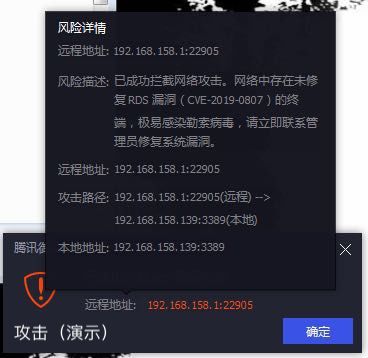 风险详情
远程地址: 192.168.158.1:22905
风险描述: 已成功拦截网络攻击。网络中存在未修
复RDS 漏洞（CVE-2019-0807）的终
端，极易感染勒索病毒，请立即联系管
理员修复系统漏洞。
远程地址: 192.168.158.1:22905
攻击路径: 192.168.158.1:22905(远程) -->
192.168.158.139:3389(本地)
本地地址: 192.168.158.139:3389
腾讯
远程地址: 192.168.158.1:22905
攻击（演示）
确定